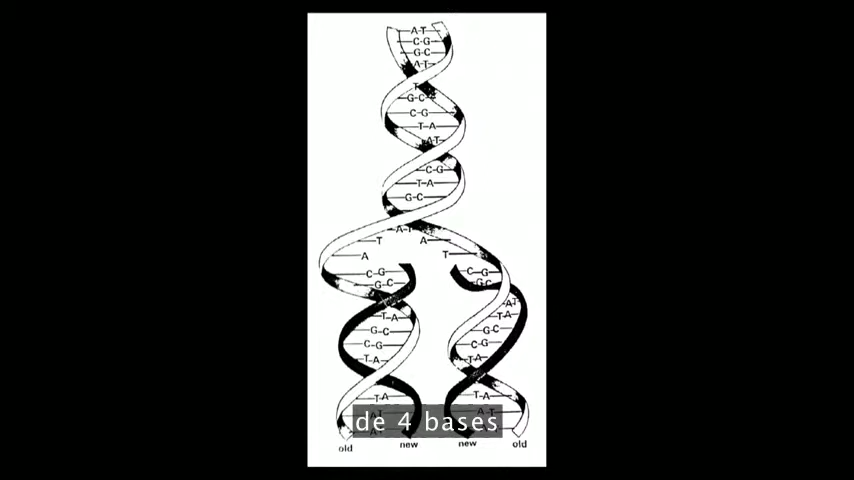 A-T
C-G
G-C
A-T
T
G-C
C-G
T-A
A-T
C-G
T-A
G-C
A-T
T A
A T
C-G C-G
G-C G-C
A-T
T-A T-A
G-C G-C
C-G C-G
T-A T-A
T-A T-A
de 4 bases
old new new old